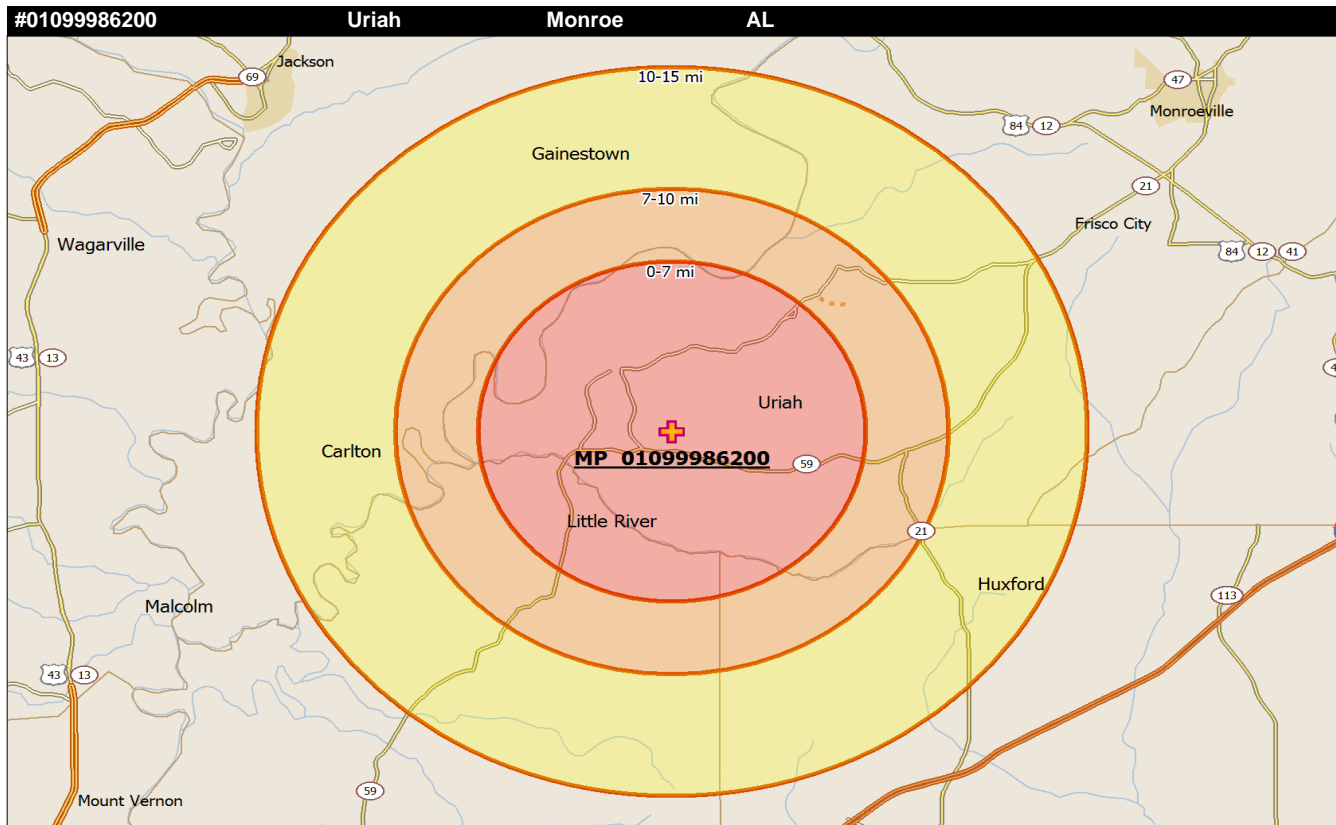 #01099986200 Uriah Monroe AL
Jackson
69
10-15 mi
47
Monroeville
84 12
Gainestown
21
7-10 mi
Frisco City
Wagarville
84 12 41
0-7 mi
43 13
Uriah
Carlton
MP 01099986200
59
Little River
21
Huxford
113
Malcolm
43 13
59
Mount Vernon